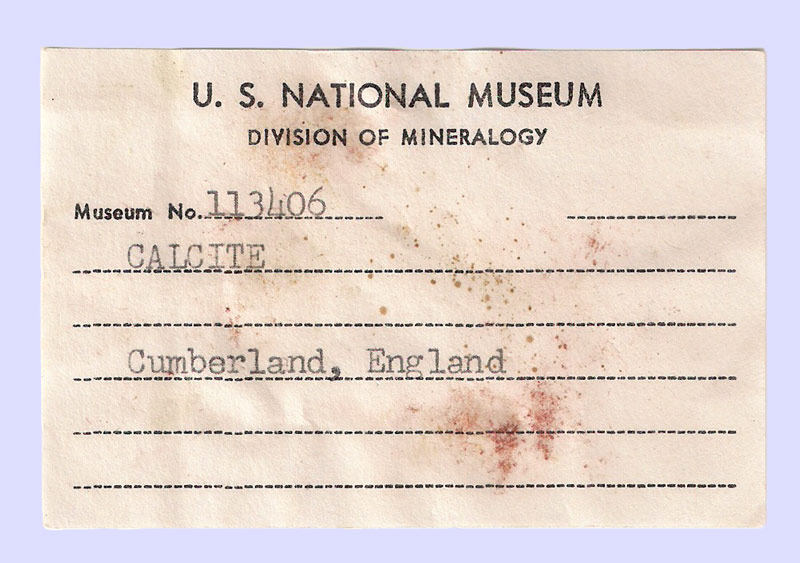 U. S. NATIONAL MUSEUM
DIVISION OF MINERALOGY
Museum No. 113406
CALCITE
Cumberland, England